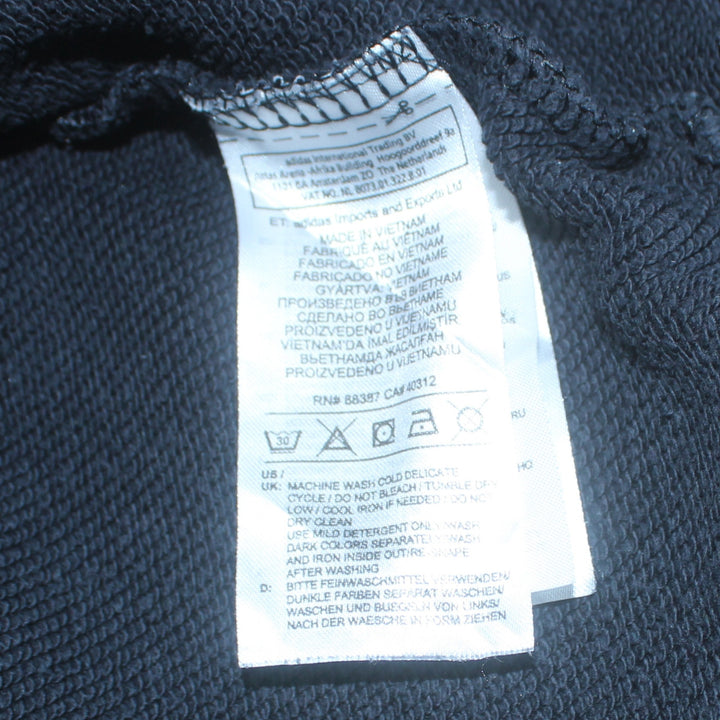 adidas International Trading BV
Arena -Afrika Building, Hoogoorddreef 9a
1101 BA Amsterdam ZO The Netherlands
VAT NO. NL 8073.01.322.B.01
ET: adidas Imports and Exports Ltd
MADE IN VIETNAM
FABRIQUÉ AU VIETNAM
FABRICADO EN VIETNAM
FABRICADO NO VIETNAME
GYÁRTVA: VIETNAM
ПРОИЗВЕДЕНО ВЪВ ВИЕТНАМ
СДЕЛАНО ВО ВЬЕТНАМЕ
PROIZVEDENO U VIJETNAMU
VİETNAM'DA İMAL EDİLMİŞTİR
ВЬЕТНАМДА ЖАСАЛҒАН
PROIZVEDENO U VIJETNAMU
RN# 88387 CA# 40312
30
US /
UK: MACHINE WASH COLD DELICATE
CYCLE / DO NOT BLEACH / TUMBLE DRY
LOW / COOL IRON IF NEEDED / DO NOT
DRY CLEAN
USE MILD DETERGENT ONLY/WASH
DARK COLORS SEPARATELY/WASH
AND IRON INSIDE OUT/RE-SHAPE
AFTER WASHING
D: BITTE FEINWASCHMITTEL VERWENDEN/
DUNKLE FARBEN SEPARAT WASCHEN/
WASCHEN UND BUEGELN VON LINKS/
NACH DER WAESCHE IN FORM ZIEHEN